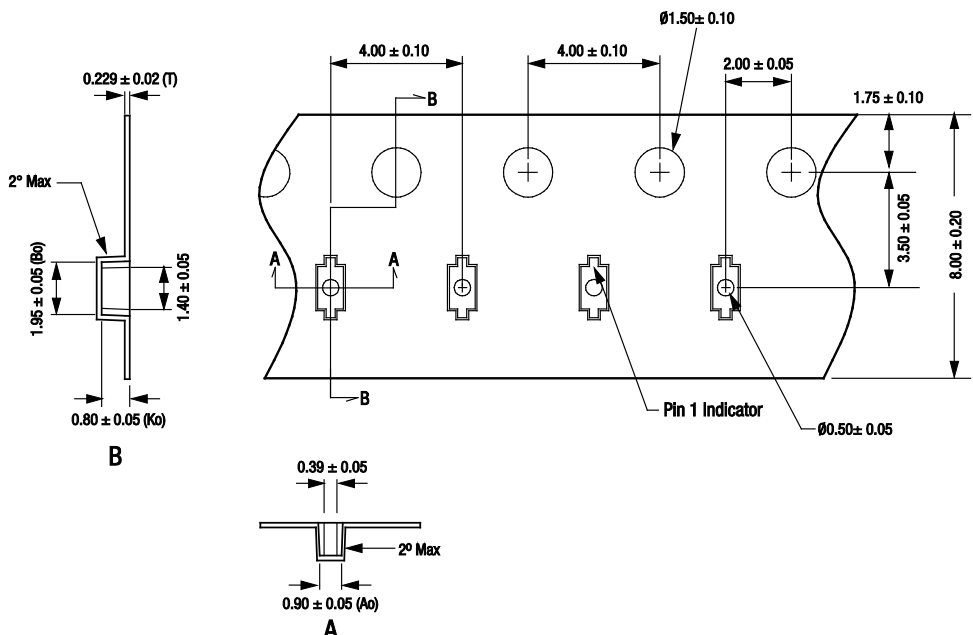 Ø1.50± 0.10
4.00 ± 0.10
4.00 ± 0.10
2.00 ± 0.05
0.229 ± 0.02 (T)
B
1.75 ± 0.10
2° Max
A
A
1.95 ± 0.05 (Bo)
1.40 ± 0.05
3.50 ± 0.05
8.00 ± 0.20
B
Pin 1 Indicator
0.80 ± 0.05 (Ko)
Ø0.50± 0.05
B
0.39 ± 0.05
2º Max
0.90 ± 0.05 (Ao)
A